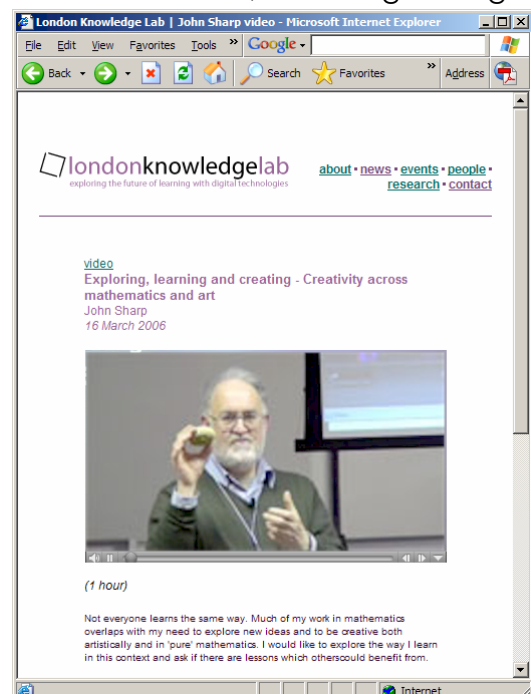 London Knowledge Lab | John Sharp video - Microsoft Internet Explorer
File Edit View Favorites Tools » Google
Back Search Favorites » Address
londonknowledgelab
exploring the future of learning with digital technologies
about • news • events • people •
research • contact
video
Exploring, learning and creating - Creativity across
mathematics and art
John Sharp
16 March 2006
(1 hour)
Not everyone learns the same way. Much of my work in mathematics
overlaps with my need to explore new ideas and to be creative both
artistically and in 'pure' mathematics. I would like to explore the way I learn
in this context and ask if there are lessons which otherscould benefit from.
Internet